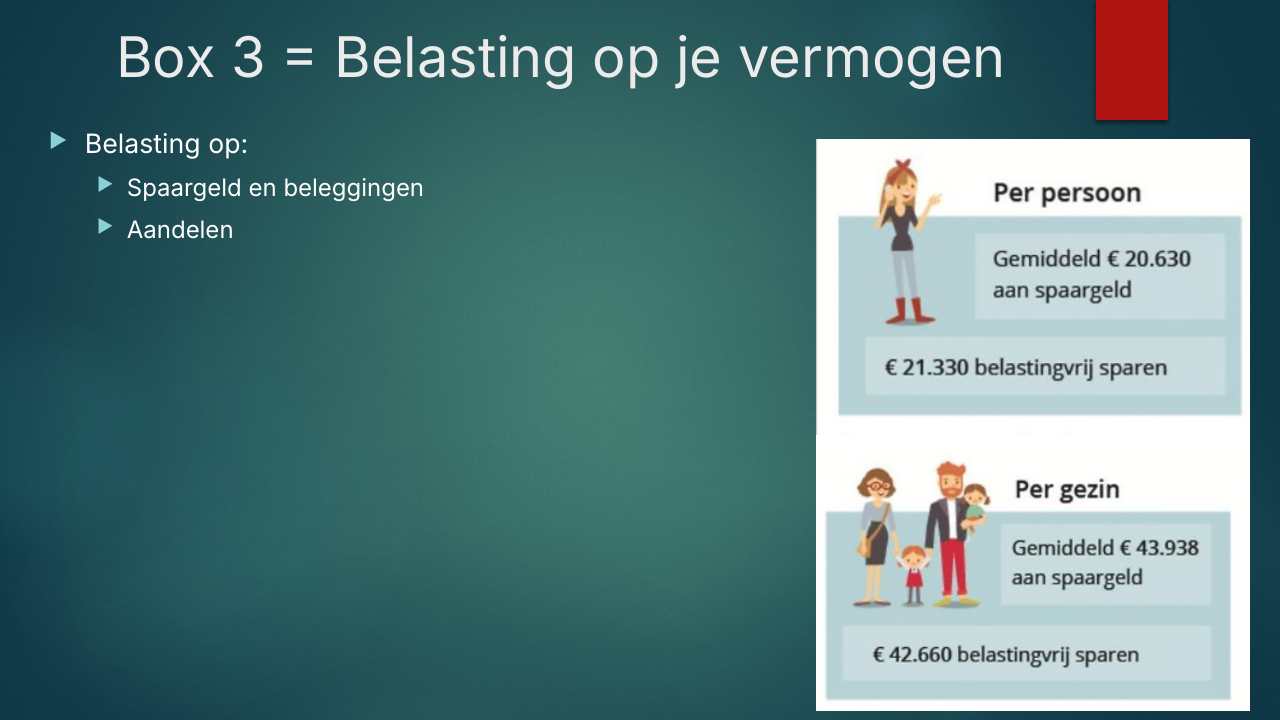 Box 3 = Belasting op je vermogen
Belasting op:
Spaargeld en beleggingen
Aandelen
Per persoon
Gemiddeld € 20.630
aan spaargeld
€ 21.330 belastingvrij sparen
Per gezin
Gemiddeld € 43.938
aan spaargeld
€ 42.660 belastingvrij sparen